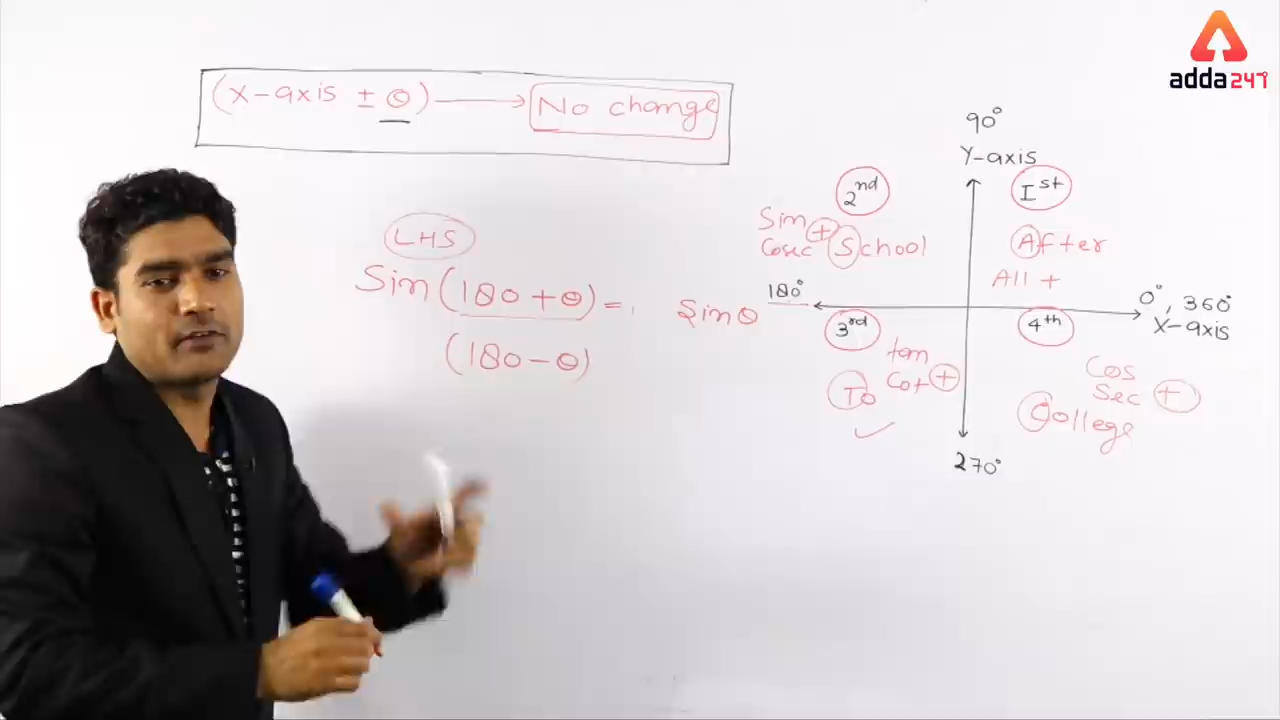 adda247
(x-axis ± θ) → No change
90°
Y-axis
2nd
Ist
Sin
Cosec + School
After
All +
LHS
Sin (180 + θ) = Sinθ
(180 - θ)
180°
0°, 360°
X-axis
3rd
4th
tan
Cot +
To
Cos
Sec +
College
270°